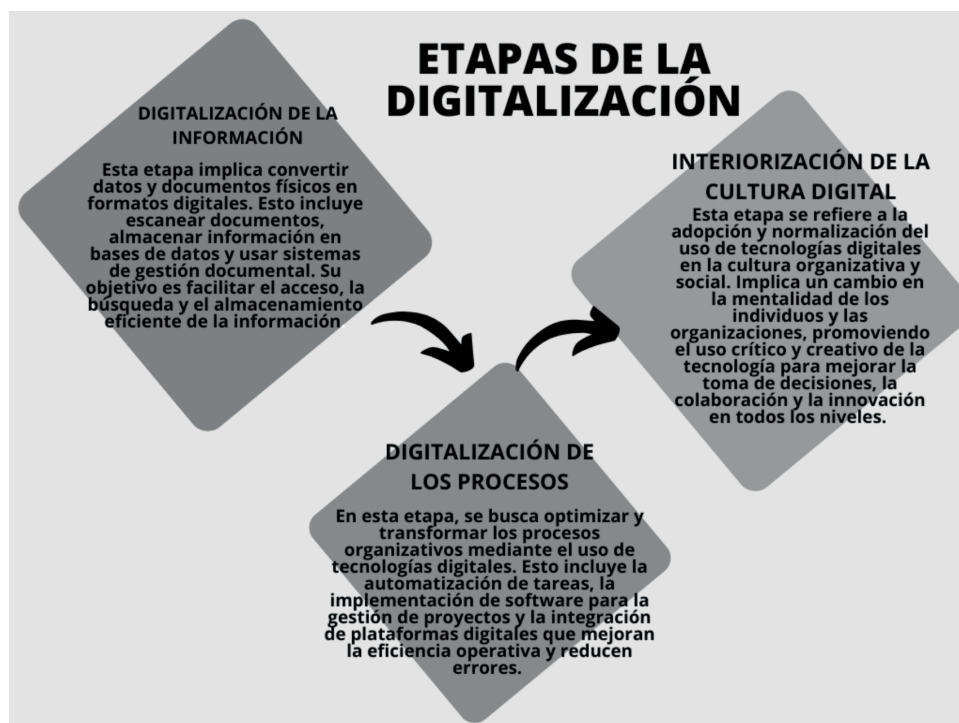 ETAPAS DE LA
DIGITALIZACIÓN
DIGITALIZACIÓN DE LA
INFORMACIÓN
Esta etapa implica convertir
datos y documentos físicos en
formatos digitales. Esto incluye
escanear documentos,
almacenar información en
bases de datos y usar sistemas
de gestión documental. Su
objetivo es facilitar el acceso, la
búsqueda y el almacenamiento
eficiente de la información
DIGITALIZACIÓN DE
LOS PROCESOS
En esta etapa, se busca optimizar y
transformar los procesos
organizativos mediante el uso de
tecnologías digitales. Esto incluye la
automatización de tareas, la
implementación de software para la
gestión de proyectos y la integración
de plataformas digitales que mejoran
la eficiencia operativa y reducen
errores.
INTERIORIZACIÓN DE LA
CULTURA DIGITAL
Esta etapa se refiere a la
adopción y normalización del
uso de tecnologías digitales
en la cultura organizativa y
social. Implica un cambio en
la mentalidad de los
individuos y las
organizaciones, promoviendo
el uso crítico y creativo de la
tecnología para mejorar la
toma de decisiones, la
colaboración y la innovación
en todos los niveles.